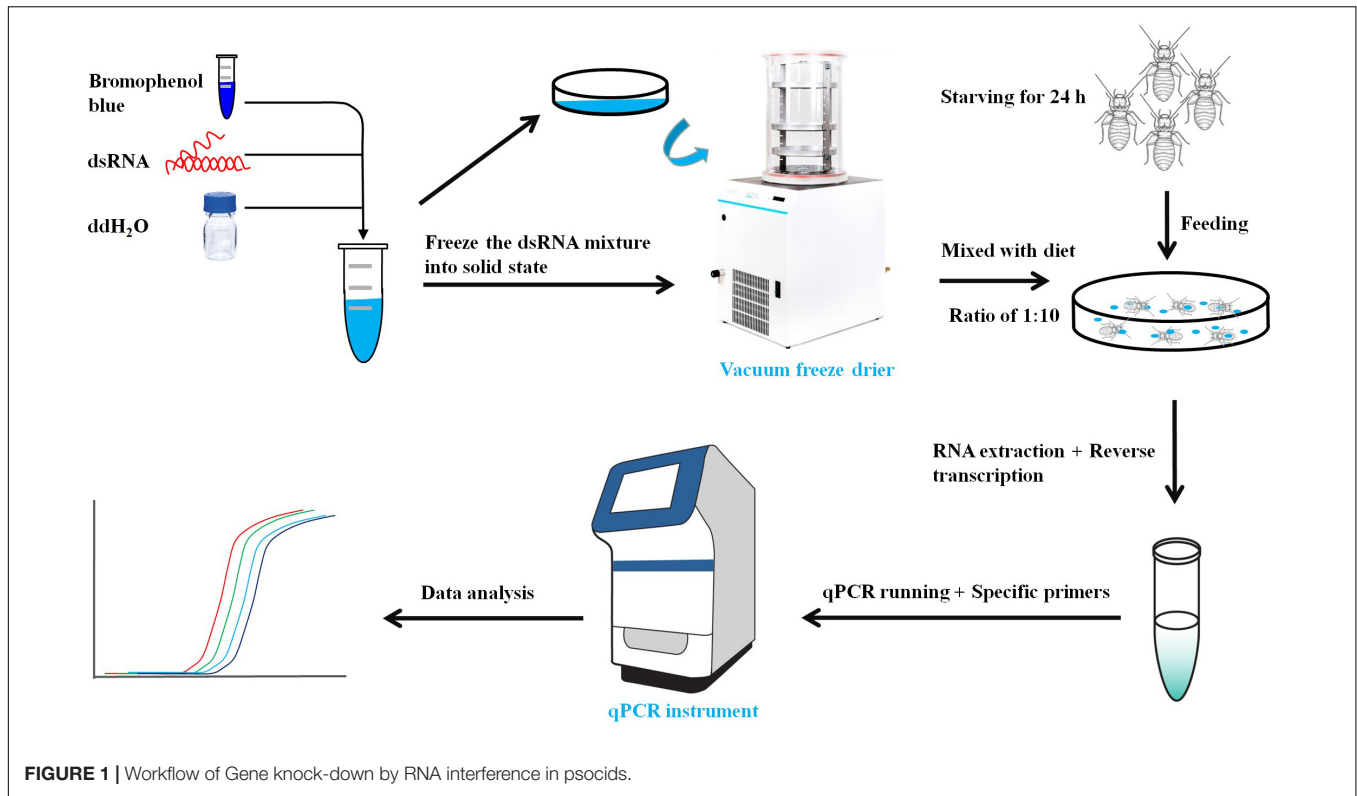 Bromophenol
blue
dsRNA
ddH₂O
Freeze the dsRNA mixture
into solid state
Vacuum freeze drier
Starving for 24 h
Feeding
Mixed with diet
Ratio of 1:10
RNA extraction + Reverse
transcription
qPCR running + Specific primers
qPCR instrument
Data analysis
FIGURE 1 | Workflow of Gene knock-down by RNA interference in psocids.